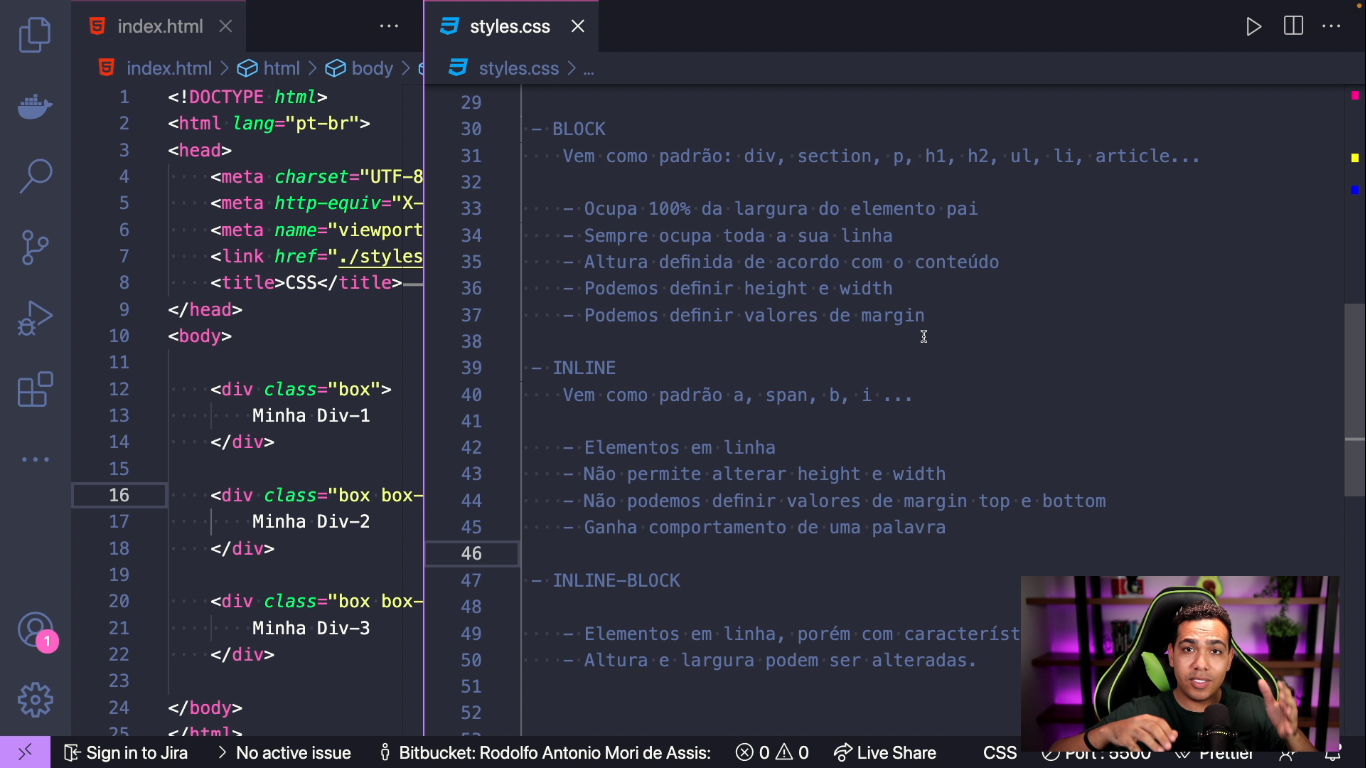 index.html
styles.css
index.html > html > body >
styles.css > ...
1 <!DOCTYPE html>
2 <html lang="pt-br">
3 <head>
4 <meta charset="UTF-8
5 <meta http-equiv="X-
6 <meta name="viewport
7 <link href="./styles
8 <title>CSS</title>
9 </head>
10 <body>
11
12 <div class="box">
13 Minha Div-1
14 </div>
15
16 <div class="box box-
17 Minha Div-2
18 </div>
19
20 <div class="box box-
21 Minha Div-3
22 </div>
23
24 </body>
25 </html>
29
30 - BLOCK
31 Vem como padrão: div, section, p, h1, h2, ul, li, article...
32
33 - Ocupa 100% da largura do elemento pai
34 - Sempre ocupa toda a sua linha
35 - Altura definida de acordo com o conteúdo
36 - Podemos definir height e width
37 - Podemos definir valores de margin
38
39 - INLINE
40 Vem como padrão a, span, b, i ...
41
42 - Elementos em linha
43 - Não permite alterar height e width
44 - Não podemos definir valores de margin top e bottom
45 - Ganha comportamento de uma palavra
46
47 - INLINE-BLOCK
48
49 - Elementos em linha, porém com característ
50 - Altura e largura podem ser alteradas.
51
52
1
Sign in to Jira
No active issue
Bitbucket: Rodolfo Antonio Mori de Assis:
0 0
Live Share
CSS
Port : 5500
Prettier